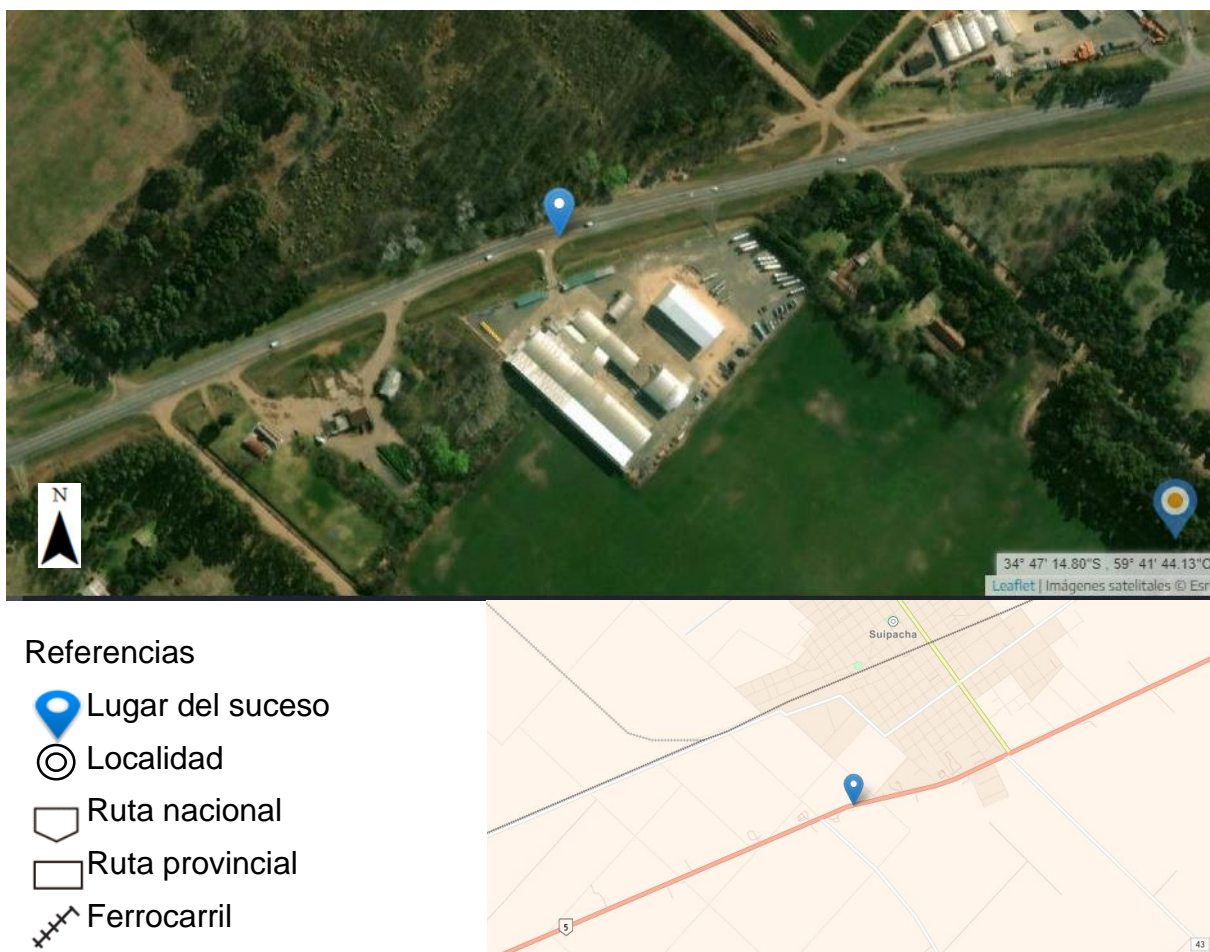 N
34° 47' 14.80"S , 59° 41' 44.13"O
Leaflet | Imágenes satelitales © Esr
Referencias
Lugar del suceso
Localidad
Ruta nacional
Ruta provincial
Ferrocarril
Suipacha
5
43